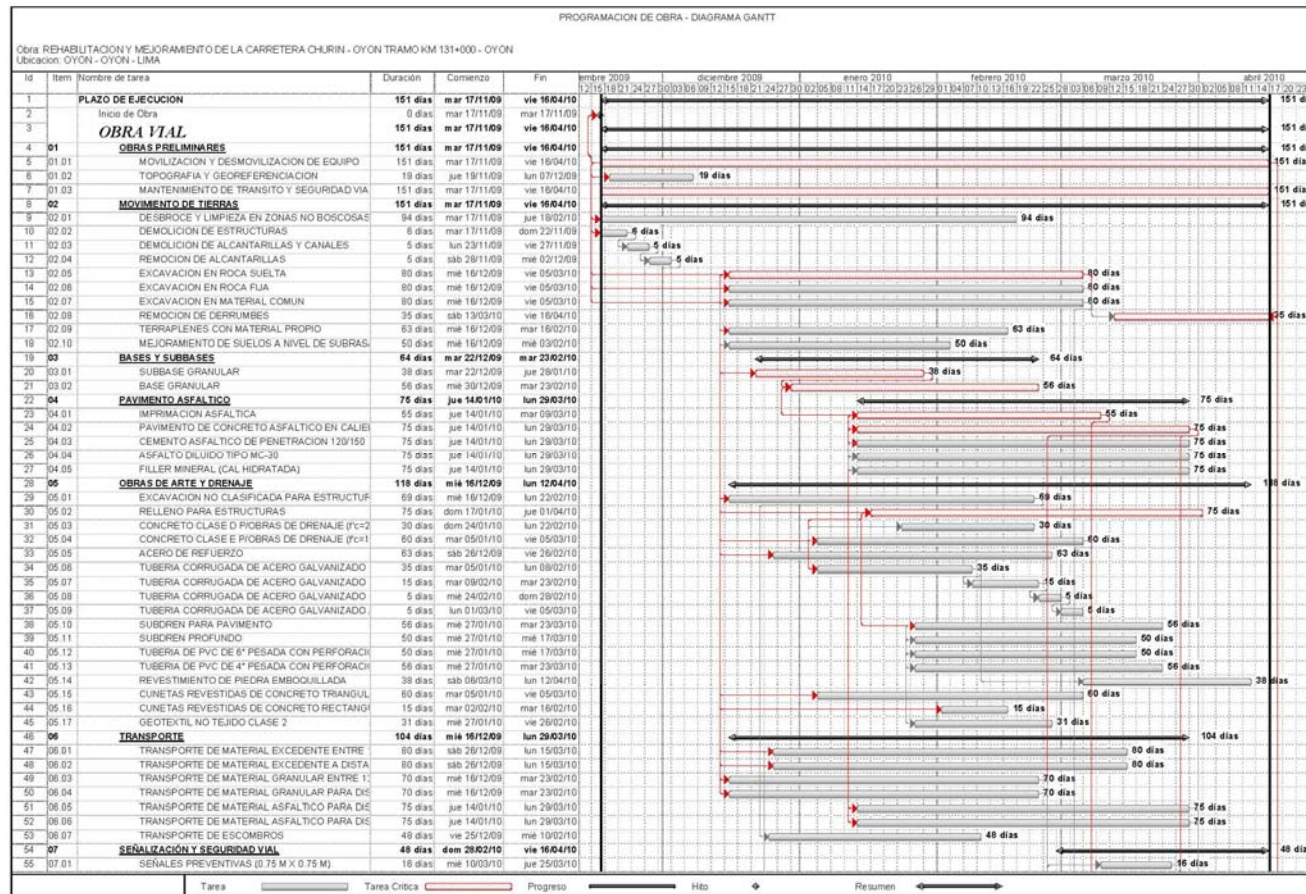 PROGRAMACION DE OBRA - DIAGRAMA GANTT
Obra: REHABILITACION Y MEJORAMIENTO DE LA CARRETERA CHURIN - OYON TRAMO KM 131+000 - OYON
Ubicacion: OYON - OYON - LIMA
Id Item Nombre de tarea Duración Comienzo Fin embre 2009 diciembre 2009 enero 2010 febrero 2010 marzo 2010 abril 2010
1 PLAZO DE EJECUCION 151 días mar 17/11/09 vie 16/04/10 151 di
2 Inicio de Obra 0 días mar 17/11/09 mar 17/11/09
3 OBRA VIAL 151 días mar 17/11/09 vie 16/04/10 151 di
4 01 OBRAS PRELIMINARES 151 días mar 17/11/09 vie 16/04/10 151 di
5 01.01 MOVILIZACION Y DESMOVILIZACION DE EQUIPO 151 días mar 17/11/09 vie 16/04/10 151 di
6 01.02 TOPOGRAFIA Y GEOREFERENCIACION 19 días jue 19/11/09 lun 07/12/09 19 días
7 01.03 MANTENIMIENTO DE TRANSITO Y SEGURIDAD VIA 151 días mar 17/11/09 vie 16/04/10 151 di
8 02 MOVIMIENTO DE TIERRAS 151 días mar 17/11/09 vie 16/04/10 151 di
9 02.01 DESBROCE Y LIMPIEZA EN ZONAS NO BOSCOSAS 94 días mar 17/11/09 jue 18/02/10 94 días
10 02.02 DEMOLICION DE ESTRUCTURAS 6 días mar 17/11/09 dom 22/11/09 6 días
11 02.03 DEMOLICION DE ALCANTARILLAS Y CANALES 5 días lun 23/11/09 vie 27/11/09 5 días
12 02.04 REMOCION DE ALCANTARILLAS 5 días sáb 28/11/09 mié 02/12/09 5 días
13 02.05 EXCAVACION EN ROCA SUELTA 80 días mié 16/12/09 vie 05/03/10 80 días
14 02.06 EXCAVACION EN ROCA FIJA 80 días mié 16/12/09 vie 05/03/10 80 días
15 02.07 EXCAVACION EN MATERIAL COMUN 80 días mié 16/12/09 vie 05/03/10 80 días
16 02.08 REMOCION DE DERRUMBES 35 días sáb 13/03/10 vie 16/04/10 35 días
17 02.09 TERRAPLENES CON MATERIAL PROPIO 63 días mié 16/12/09 mar 16/02/10 63 días
18 02.10 MEJORAMIENTO DE SUELOS A NIVEL DE SUBRAS 50 días mié 16/12/09 mié 03/02/10 50 días
19 03 BASES Y SUBBASES 64 días mar 22/12/09 mar 23/02/10 64 días
20 03.01 SUBBASE GRANULAR 38 días mar 22/12/09 jue 28/01/10 38 días
21 03.02 BASE GRANULAR 56 días mié 30/12/09 mar 23/02/10 56 días
22 04 PAVIMENTO ASFALTICO 75 días jue 14/01/10 lun 29/03/10 75 días
23 04.01 IMPRIMACION ASFALTICA 55 días jue 14/01/10 mar 09/03/10 55 días
24 04.02 PAVIMENTO DE CONCRETO ASFALTICO EN CALIE 75 días jue 14/01/10 lun 29/03/10 75 días
25 04.03 CEMENTO ASFALTICO DE PENETRACION 120/150 75 días jue 14/01/10 lun 29/03/10 75 días
26 04.04 ASFALTO DILUIDO TIPO MC-30 75 días jue 14/01/10 lun 29/03/10 75 días
27 04.05 FILLER MINERAL (CAL HIDRATADA) 75 días jue 14/01/10 lun 29/03/10 75 días
28 05 OBRAS DE ARTE Y DRENAJE 118 días mié 16/12/09 lun 12/04/10 118 días
29 05.01 EXCAVACION NO CLASIFICADA PARA ESTRUCTUR 69 días mié 16/12/09 lun 22/02/10 69 días
30 05.02 RELLENO PARA ESTRUCTURAS 75 días dom 17/01/10 jue 01/04/10 75 días
31 05.03 CONCRETO CLASE D P/OBRAS DE DRENAJE (f'c=2 30 días dom 24/01/10 lun 22/02/10 30 días
32 05.04 CONCRETO CLASE E P/OBRAS DE DRENAJE (f'c=1 60 días mar 05/01/10 vie 05/03/10 60 días
33 05.05 ACERO DE REFUERZO 63 días sáb 26/12/09 vie 26/02/10 63 días
34 05.06 TUBERIA CORRUGADA DE ACERO GALVANIZADO 35 días mar 05/01/10 lun 08/02/10 35 días
35 05.07 TUBERIA CORRUGADA DE ACERO GALVANIZADO 15 días mar 09/02/10 mar 23/02/10 15 días
36 05.08 TUBERIA CORRUGADA DE ACERO GALVANIZADO 5 días mié 24/02/10 dom 28/02/10 5 días
37 05.09 TUBERIA CORRUGADA DE ACERO GALVANIZADO 5 días lun 01/03/10 vie 05/03/10 5 días
38 05.10 SUBDREN PARA PAVIMENTO 56 días mié 27/01/10 mar 23/03/10 56 días
39 05.11 SUBDREN PROFUNDO 50 días mié 27/01/10 mié 17/03/10 50 días
40 05.12 TUBERIA DE PVC DE 6" PESADA CON PERFORACI 50 días mié 27/01/10 mié 17/03/10 50 días
41 05.13 TUBERIA DE PVC DE 4" PESADA CON PERFORACI 56 días mié 27/01/10 mar 23/03/10 56 días
42 05.14 REVESTIMIENTO DE PIEDRA EMBOQUILLADA 38 días sáb 06/03/10 lun 12/04/10 38 días
43 05.15 CUNETAS REVESTIDAS DE CONCRETO TRIANGUL 60 días mar 05/01/10 vie 05/03/10 60 días
44 05.16 CUNETAS REVESTIDAS DE CONCRETO RECTANG 15 días mar 02/02/10 mar 16/02/10 15 días
45 05.17 GEOTEXTIL NO TEJIDO CLASE 2 31 días mié 27/01/10 vie 26/02/10 31 días
46 06 TRANSPORTE 104 días mié 16/12/09 lun 29/03/10 104 días
47 06.01 TRANSPORTE DE MATERIAL EXCEDENTE ENTRE 80 días sáb 26/12/09 lun 15/03/10 80 días
48 06.02 TRANSPORTE DE MATERIAL EXCEDENTE A DISTA 80 días sáb 26/12/09 lun 15/03/10 80 días
49 06.03 TRANSPORTE DE MATERIAL GRANULAR ENTRE 70 días mié 16/12/09 mar 23/02/10 70 días
50 06.04 TRANSPORTE DE MATERIAL GRANULAR PARA DIS 70 días mié 16/12/09 mar 23/02/10 70 días
51 06.05 TRANSPORTE DE MATERIAL ASFALTICO PARA DIS 75 días jue 14/01/10 lun 29/03/10 75 días
52 06.06 TRANSPORTE DE MATERIAL ASFALTICO PARA DIS 75 días jue 14/01/10 lun 29/03/10 75 días
53 06.07 TRANSPORTE DE ESCOMBROS 48 días vie 25/12/09 mié 10/02/10 48 días
54 07 SEÑALIZACIÓN Y SEGURIDAD VIAL 48 días dom 28/02/10 vie 16/04/10 48 día
55 07.01 SEÑALES PREVENTIVAS (0.75 M X 0.75 M) 16 días mié 10/03/10 jue 25/03/10 16 días
Tarea Tarea Crítica Progreso Hito Resumen